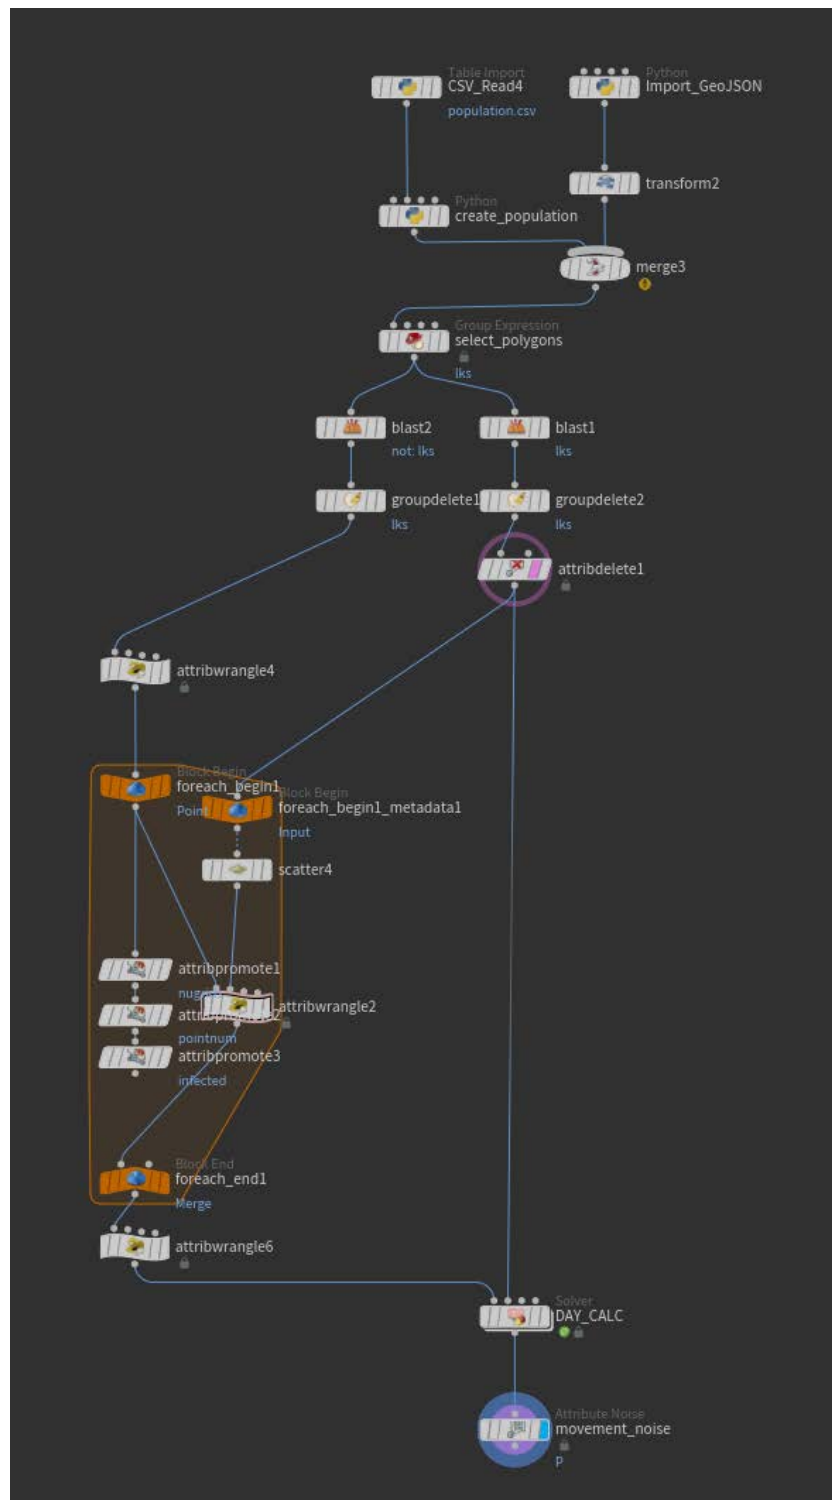 Table Import
CSV_Read4
population.csv
Python
Import_GeoJSON
transform2
Python
create_population
merge3
Group Expression
select_polygons
lks
blast2
not: lks
blast1
lks
groupdelete1
lks
groupdelete2
lks
attribdelete1
attribwrangle4
Block Begin
foreach_begin1
Point
Block Begin
foreach_begin1_metadata1
Input
scatter4
attribpromote1
attribwrangle2
attribpromote2
pointnum
attribpromote3
infected
Block End
foreach_end1
Merge
attribwrangle6
Solver
DAY_CALC
Attribute Noise
movement_noise
P